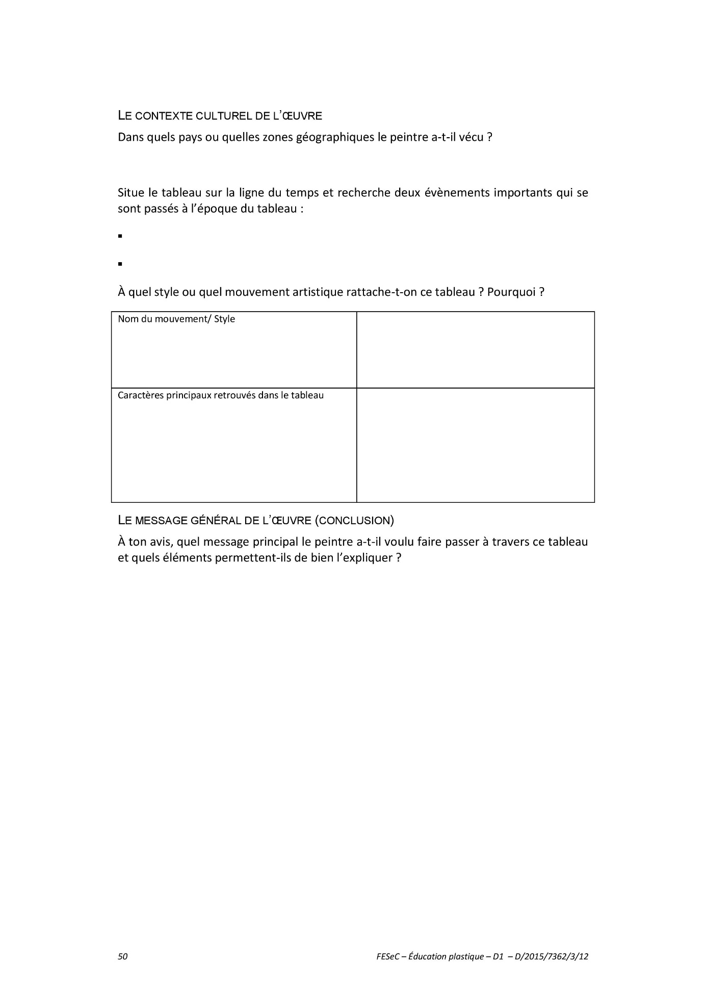 LE CONTEXTE CULTUREL DE L’ŒUVRE
Dans quels pays ou quelles zones géographiques le peintre a-t-il vécu ?
Situe le tableau sur la ligne du temps et recherche deux évènements importants qui se
sont passés à l’époque du tableau :
▪
▪
À quel style ou quel mouvement artistique rattache-t-on ce tableau ? Pourquoi ?
Nom du mouvement/ Style
Caractères principaux retrouvés dans le tableau
LE MESSAGE GÉNÉRAL DE L’ŒUVRE (CONCLUSION)
À ton avis, quel message principal le peintre a-t-il voulu faire passer à travers ce tableau
et quels éléments permettent-ils de bien l’expliquer ?
50 FESeC – Éducation plastique – D1 – D/2015/7362/3/12